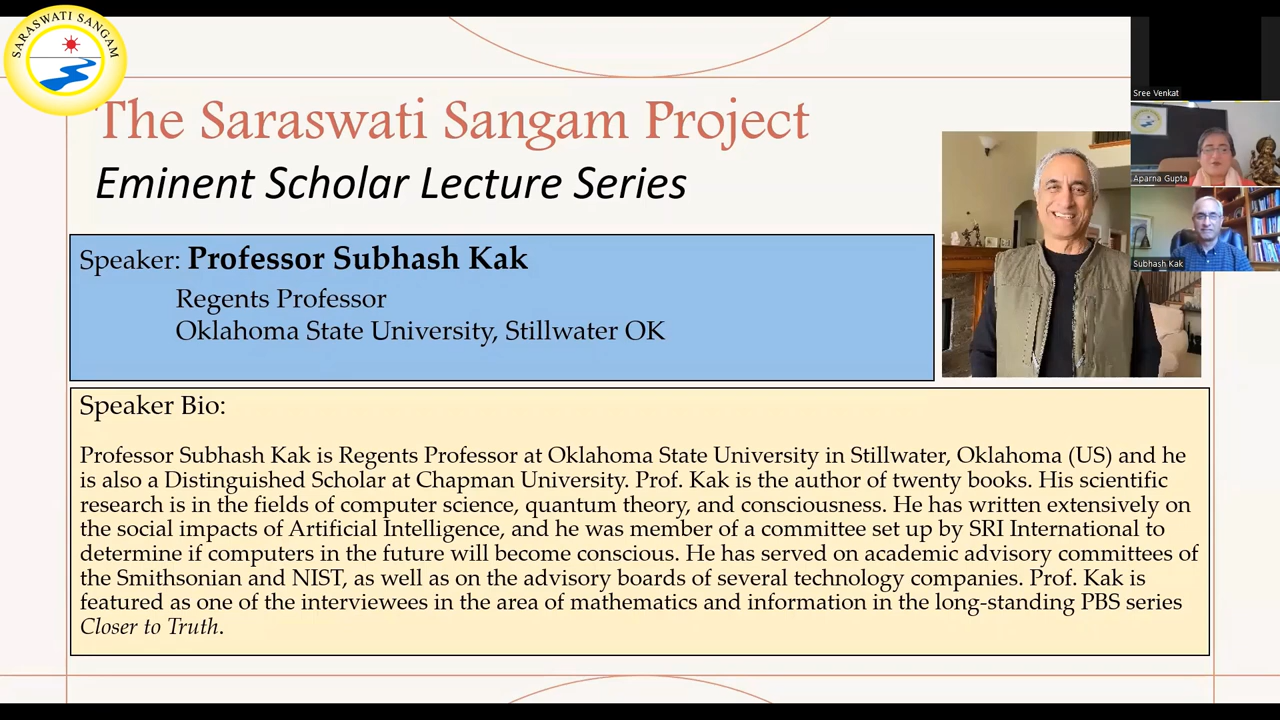 SARASWATI SANGAM
The Saraswati Sangam Project
Eminent Scholar Lecture Series
Speaker: Professor Subhash Kak
Regents Professor
Oklahoma State University, Stillwater OK
Sree Venkat
Aparna Gupta
Subhash Kak
Speaker Bio:
Professor Subhash Kak is Regents Professor at Oklahoma State University in Stillwater, Oklahoma (US) and he
is also a Distinguished Scholar at Chapman University. Prof. Kak is the author of twenty books. His scientific
research is in the fields of computer science, quantum theory, and consciousness. He has written extensively on
the social impacts of Artificial Intelligence, and he was member of a committee set up by SRI International to
determine if computers in the future will become conscious. He has served on academic advisory committees of
the Smithsonian and NIST, as well as on the advisory boards of several technology companies. Prof. Kak is
featured as one of the interviewees in the area of mathematics and information in the long-standing PBS series
Closer to Truth.